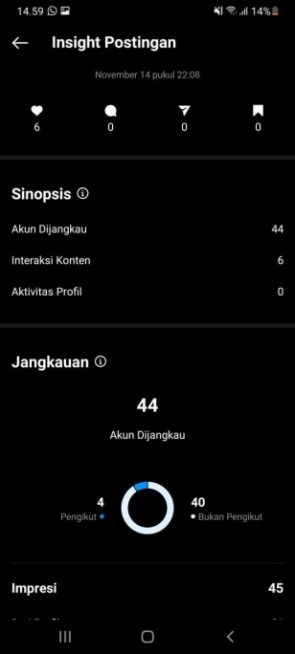 14.59 14%
Insight Postingan
November 14 pukul 22:08
6 0 0 0
Sinopsis
Akun Dijangkau 44
Interaksi Konten 6
Aktivitas Profil 0
Jangkauan
44
Akun Dijangkau
4 40
Pengikut Bukan Pengikut
Impresi 45